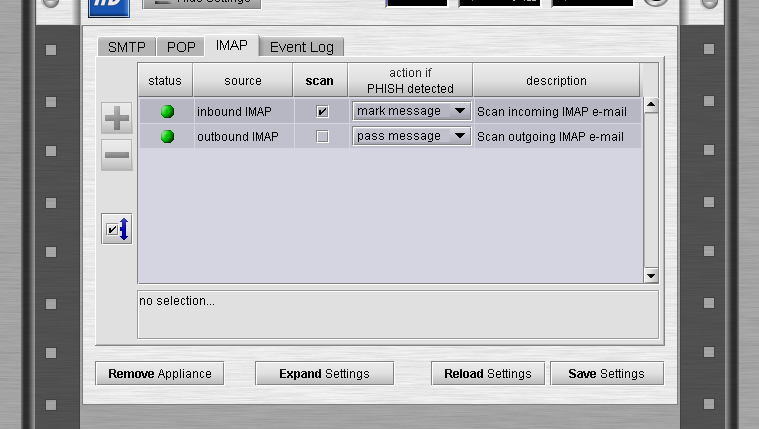 Hide Settings
SMTP POP IMAP Event Log
status source scan action if PHISH detected description
inbound IMAP mark message Scan incoming IMAP e-mail
outbound IMAP pass message Scan outgoing IMAP e-mail
no selection...
Remove Appliance Expand Settings Reload Settings Save Settings